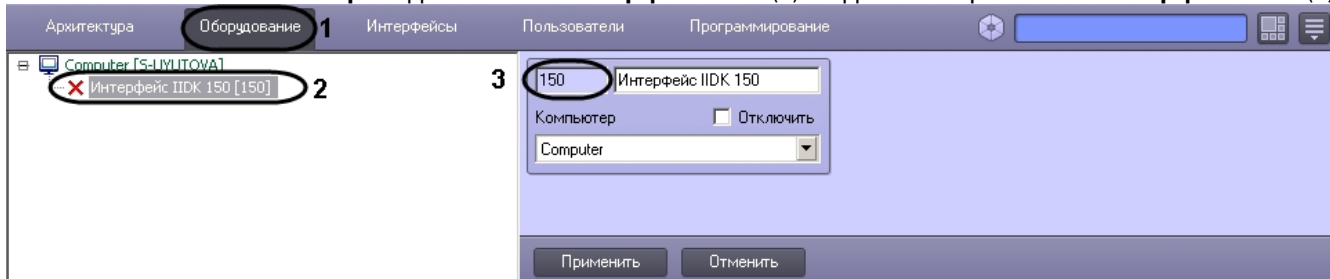 Архитектура Оборудование 1 Интерфейсы Пользователи Программирование
Computer [S-UYUTOVA]
Интерфейс IIDK 150 [150] 2
3 150 Интерфейс IIDK 150
Компьютер Отключить
Computer
Применить Отменить